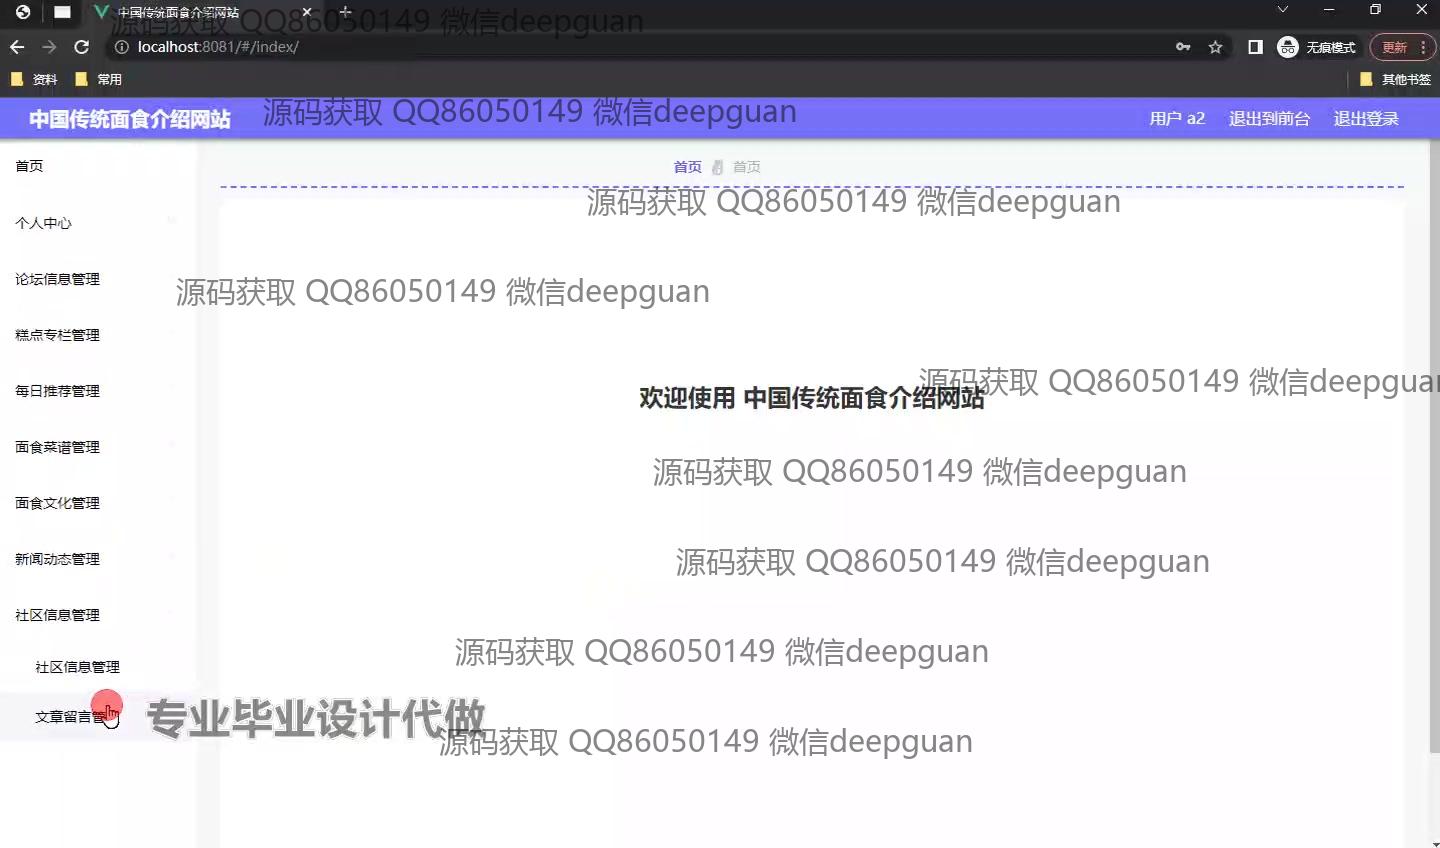 中国传统面食介绍网站
源码获取 QQ86050149 微信deepguan
localhost:8081/#/index/
无痕模式
更新
资料
常用
其他书签
中国传统面食介绍网站
源码获取 QQ86050149 微信deepguan
用户 a2
退出到前台
退出登录
首页
首页
首页
源码获取 QQ86050149 微信deepguan
个人中心
论坛信息管理
源码获取 QQ86050149 微信deepguan
糕点专栏管理
每日推荐管理
欢迎使用 中国传统面食介绍网站
源码获取 QQ86050149 微信deepguan
面食菜谱管理
源码获取 QQ86050149 微信deepguan
面食文化管理
新闻动态管理
源码获取 QQ86050149 微信deepguan
社区信息管理
源码获取 QQ86050149 微信deepguan
社区信息管理
文章留言管
专业毕业设计代做
源码获取 QQ86050149 微信deepguan